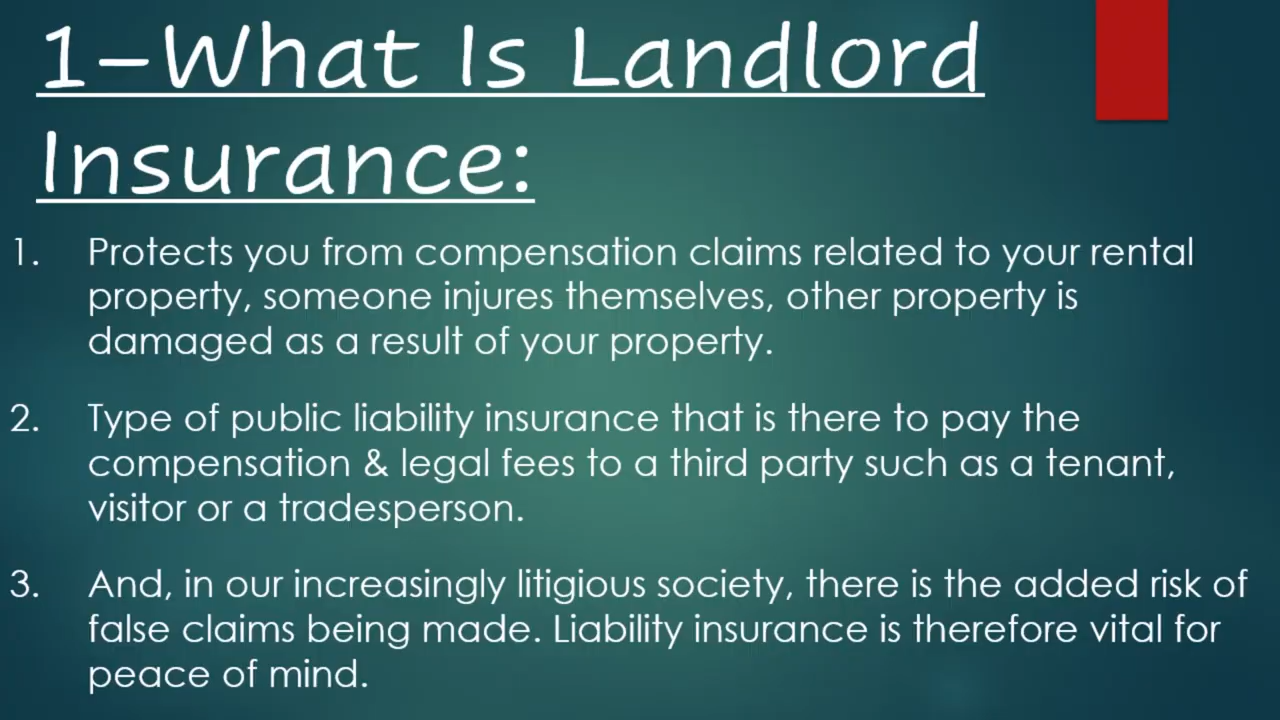 1–What Is Landlord
Insurance:
1. Protects you from compensation claims related to your rental
property, someone injures themselves, other property is
damaged as a result of your property.
2. Type of public liability insurance that is there to pay the
compensation & legal fees to a third party such as a tenant,
visitor or a tradesperson.
3. And, in our increasingly litigious society, there is the added risk of
false claims being made. Liability insurance is therefore vital for
peace of mind.